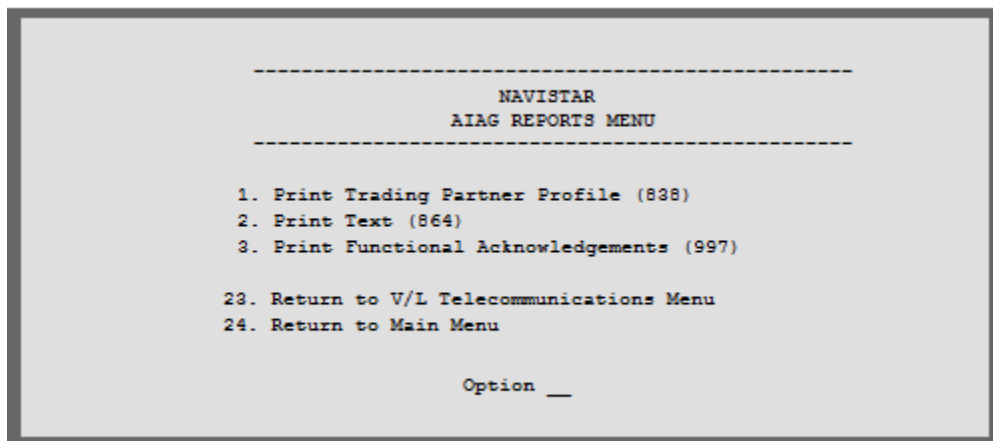 --------------------------------------------------
NAVISTAR
AIAG REPORTS MENU
--------------------------------------------------
1. Print Trading Partner Profile (838)
2. Print Text (864)
3. Print Functional Acknowledgements (997)
23. Return to V/L Telecommunications Menu
24. Return to Main Menu
Option __